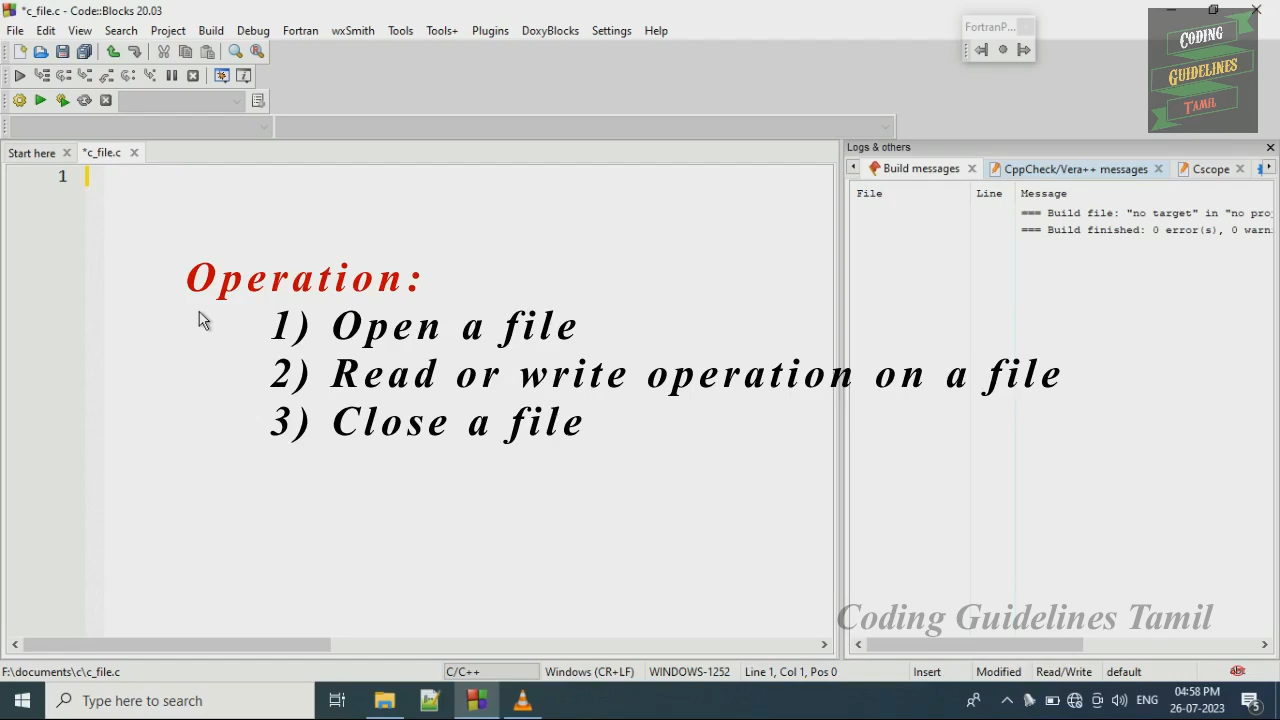 *c_file.c - Code::Blocks 20.03
File Edit View Search Project Build Debug Fortran wxSmith Tools Tools+ Plugins DoxyBlocks Settings Help
FortranP...
CODING
GUIDELINES
TAMIL
Start here *c_file.c
Logs & others
Build messages CppCheck/Vera++ messages Cscope
File Line Message
=== Build file: "no target" in "no pro
=== Build finished: 0 error(s), 0 warni
1
Operation:
1) Open a file
2) Read or write operation on a file
3) Close a file
Coding Guidelines Tamil
F:\documents\c\c_file.c C/C++ Windows (CR+LF) WINDOWS-1252 Line 1, Col 1, Pos 0 Insert Modified Read/Write default
Type here to search
ENG 04:58 PM
26-07-2023 5